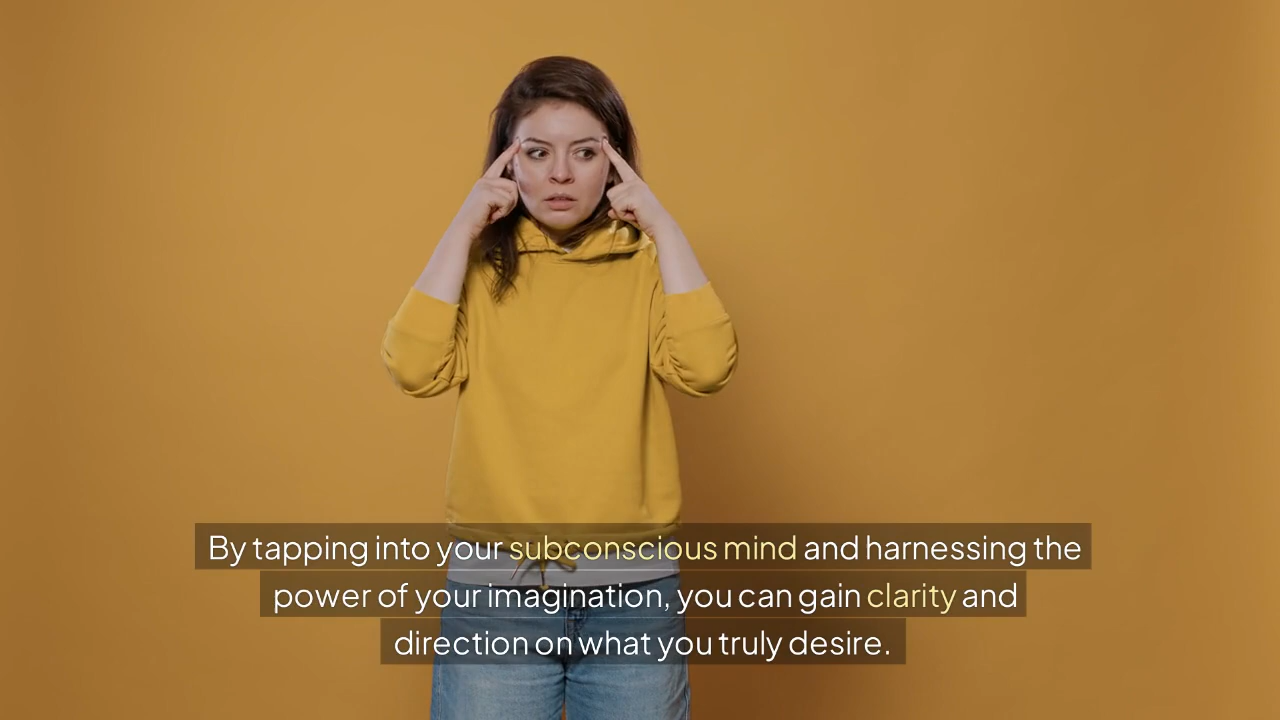 By tapping into your subconscious mind and harnessing the
power of your imagination, you can gain clarity and
direction on what you truly desire.